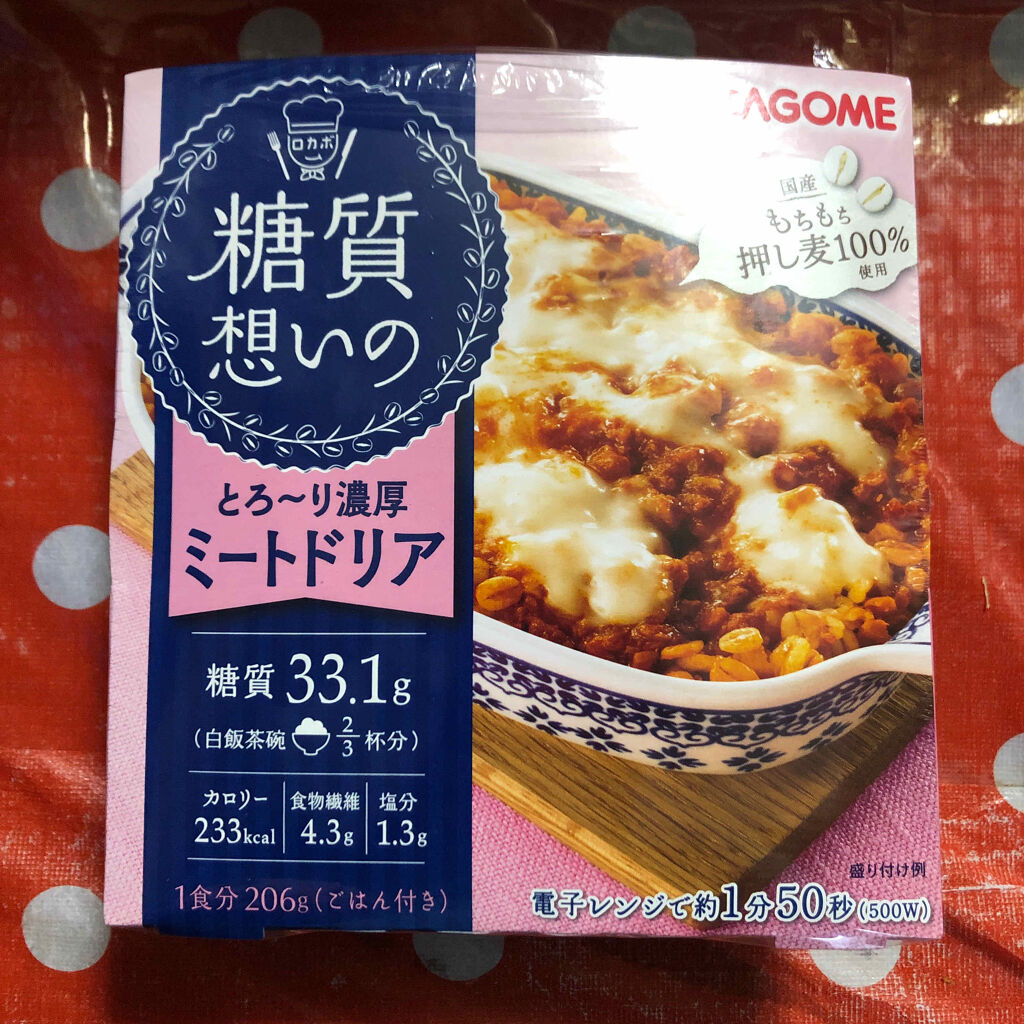 ロカボ
糖質
想いの
とろ〜り濃厚
ミートドリア
糖質 33.1g
(白飯茶碗 2/3 杯分)
カロリー
233kcal
食物繊維
4.3g
塩分
1.3g
1食分 206g(ごはん付き)
KAGOME
国産
もちもち
押し麦100%
使用
盛り付け例
電子レンジで約1分50秒(500W)